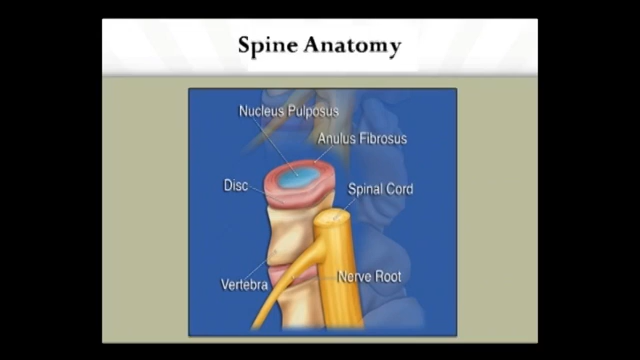 Spine Anatomy
Nucleus Pulposus
Anulus Fibrosus
Disc
Spinal Cord
Vertebra
Nerve Root